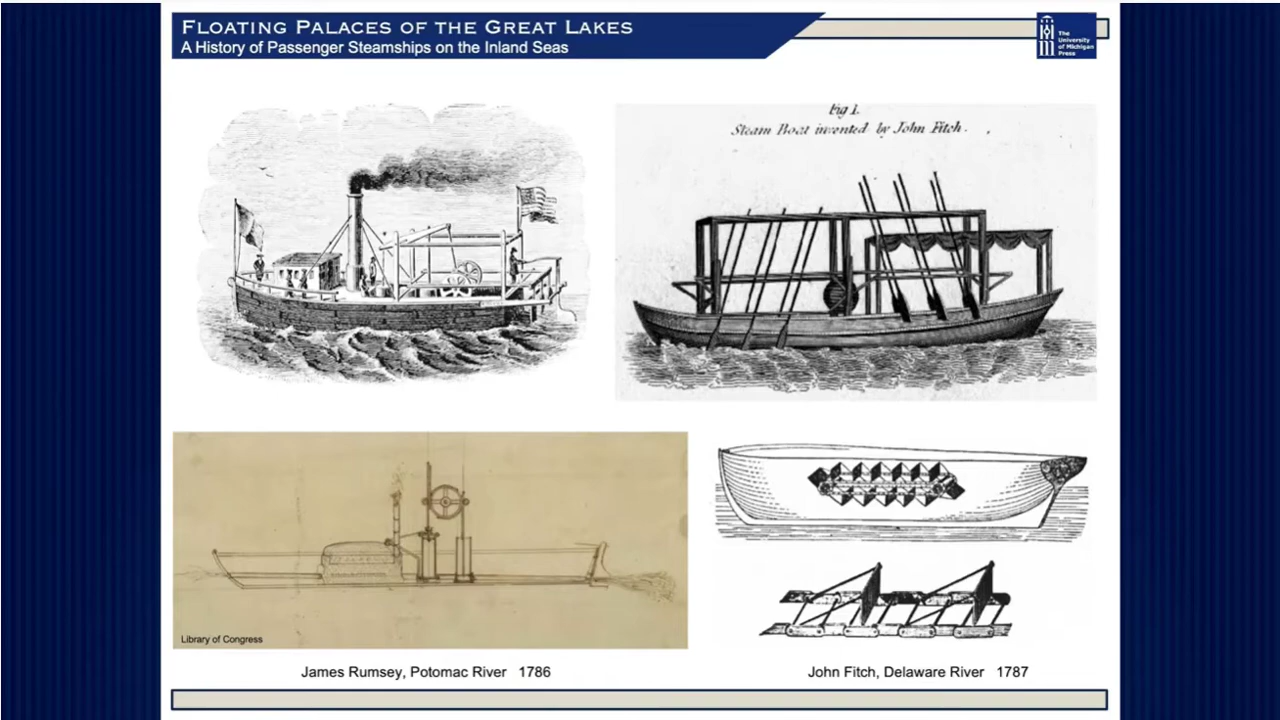 FLOATING PALACES OF THE GREAT LAKES
A History of Passenger Steamships on the Inland Seas
The
University
of Michigan
Press
Fig 1.
Steam Boat invented by John Fitch.
Library of Congress
James Rumsey, Potomac River 1786
John Fitch, Delaware River 1787